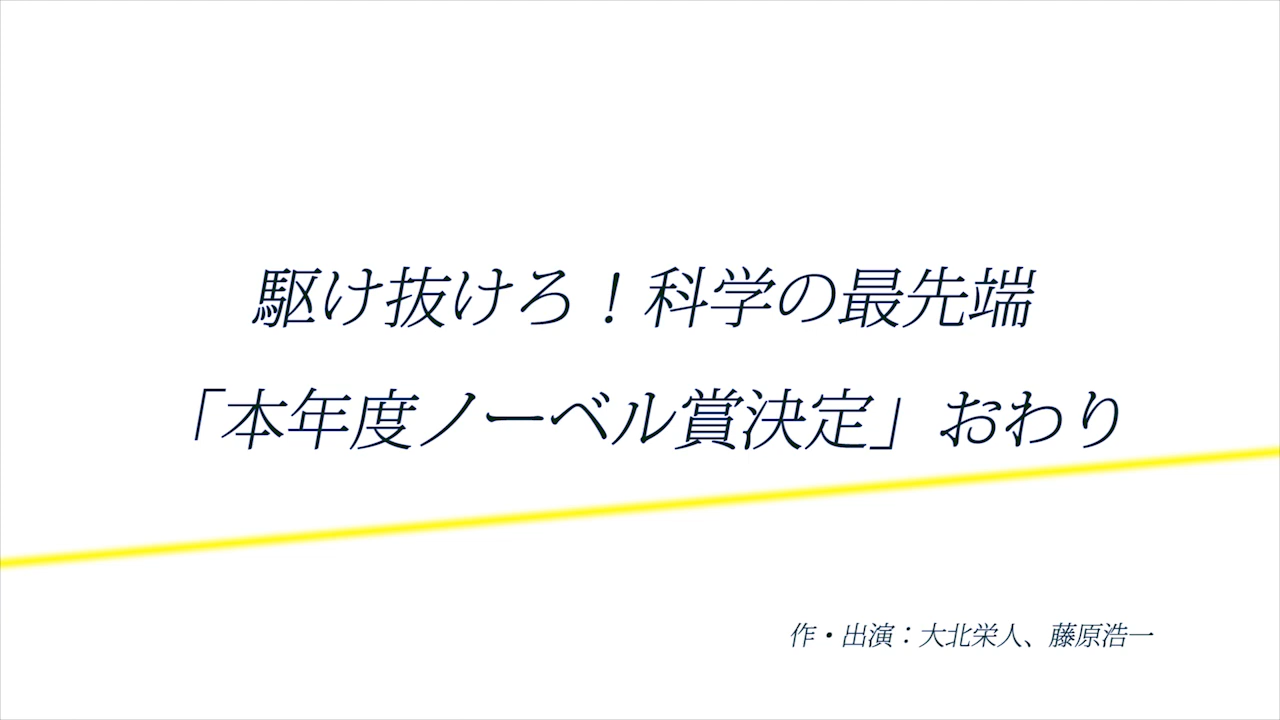 駆け抜けろ！科学の最先端
「本年度ノーベル賞決定」おわり
作・出演：大北栄人、藤原浩一